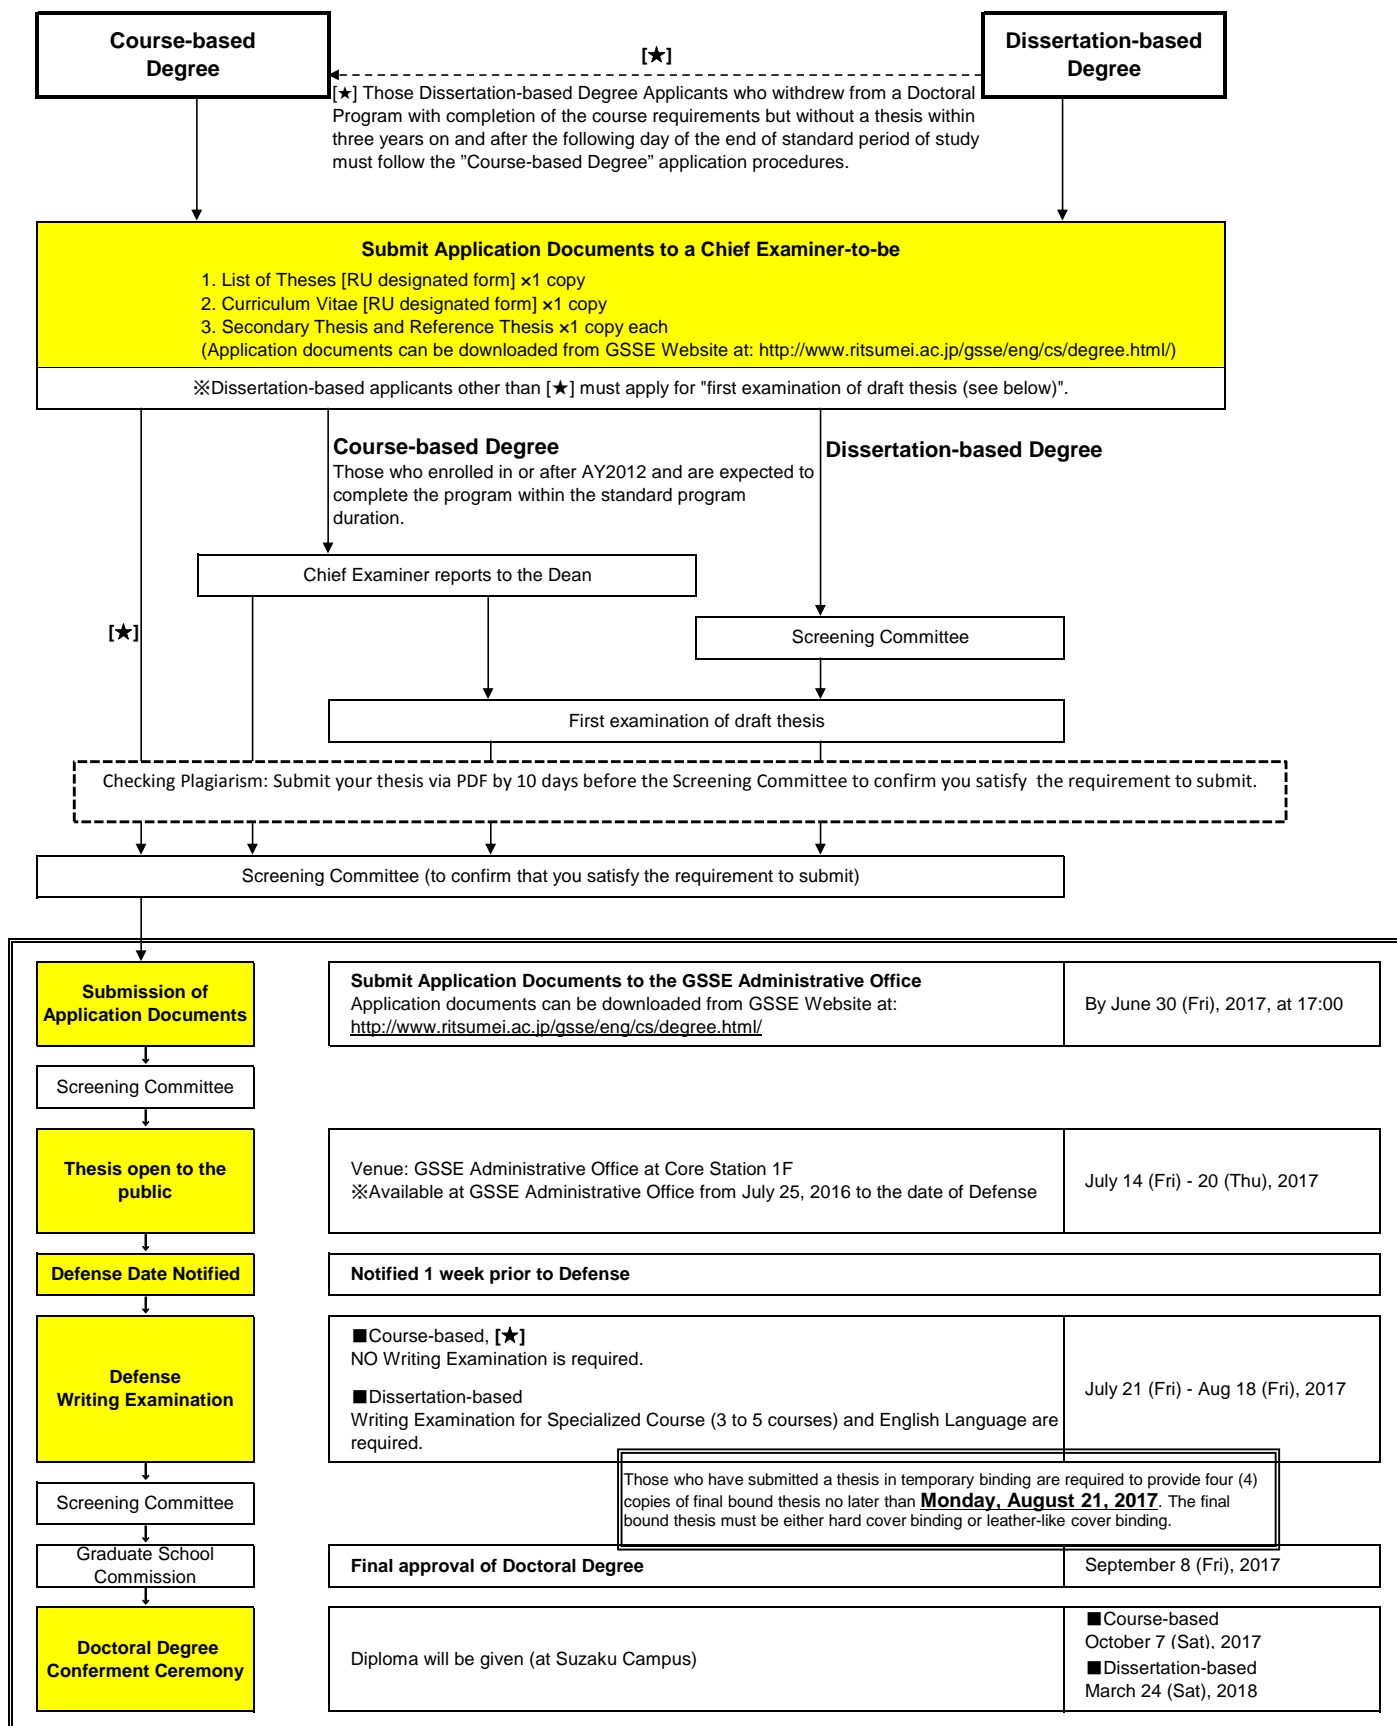 Course-based
Degree
[★]
Dissertation-based
Degree
[★] Those Dissertation-based Degree Applicants who withdrew from a Doctoral
Program with completion of the course requirements but without a thesis within
three years on and after the following day of the end of standard period of study
must follow the ”Course-based Degree” application procedures.
Submit Application Documents to a Chief Examiner-to-be
1. List of Theses [RU designated form] ×1 copy
2. Curriculum Vitae [RU designated form] ×1 copy
3. Secondary Thesis and Reference Thesis ×1 copy each
(Application documents can be downloaded from GSSE Website at: http://www.ritsumei.ac.jp/gsse/eng/cs/degree.html/)
※Dissertation-based applicants other than [★] must apply for "first examination of draft thesis (see below)".
Course-based Degree
Those who enrolled in or after AY2012 and are expected to
complete the program within the standard program
duration.
Dissertation-based Degree
Chief Examiner reports to the Dean
[★]
Screening Committee
First examination of draft thesis
Checking Plagiarism: Submit your thesis via PDF by 10 days before the Screening Committee to confirm you satisfy the requirement to submit.
Screening Committee (to confirm that you satisfy the requirement to submit)
Submission of
Application Documents
Submit Application Documents to the GSSE Administrative Office
Application documents can be downloaded from GSSE Website at:
http://www.ritsumei.ac.jp/gsse/eng/cs/degree.html/
By June 30 (Fri), 2017, at 17:00
Screening Committee
Thesis open to the
public
Venue: GSSE Administrative Office at Core Station 1F
※Available at GSSE Administrative Office from July 25, 2016 to the date of Defense
July 14 (Fri) - 20 (Thu), 2017
Defense Date Notified
Notified 1 week prior to Defense
Defense
Writing Examination
■Course-based, [★]
NO Writing Examination is required.
■Dissertation-based
Writing Examination for Specialized Course (3 to 5 courses) and English Language are
required.
July 21 (Fri) - Aug 18 (Fri), 2017
Screening Committee
Those who have submitted a thesis in temporary binding are required to provide four (4)
copies of final bound thesis no later than Monday, August 21, 2017. The final
bound thesis must be either hard cover binding or leather-like cover binding.
Graduate School
Commission
Final approval of Doctoral Degree
September 8 (Fri), 2017
Doctoral Degree
Conferment Ceremony
Diploma will be given (at Suzaku Campus)
■Course-based
October 7 (Sat), 2017
■Dissertation-based
March 24 (Sat), 2018